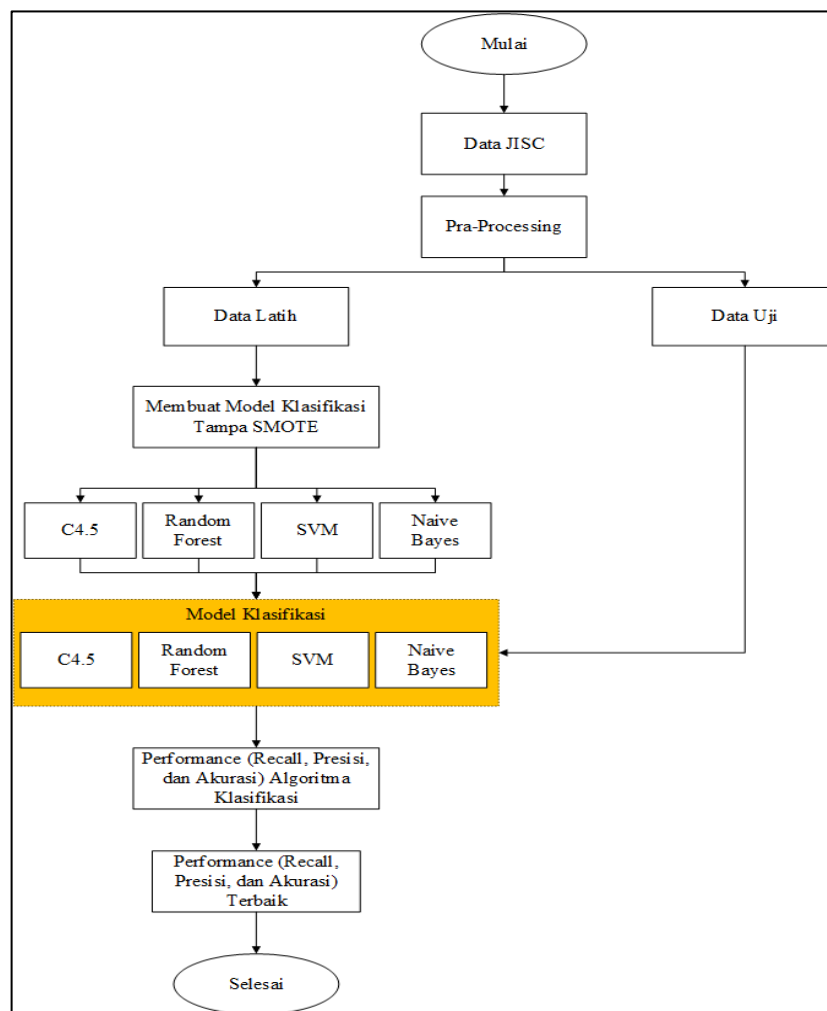 Mulai
Data JISC
Pra-Processing
Data Latih
Data Uji
Membuat Model Klasifikasi
Tampa SMOTE
C4.5
Random
Forest
SVM
Naive
Bayes
Model Klasifikasi
C4.5
Random
Forest
SVM
Naive
Bayes
Performance (Recall, Presisi,
dan Akurasi) Algoritma
Klasifikasi
Performance (Recall,
Presisi, dan Akurasi)
Terbaik
Selesai